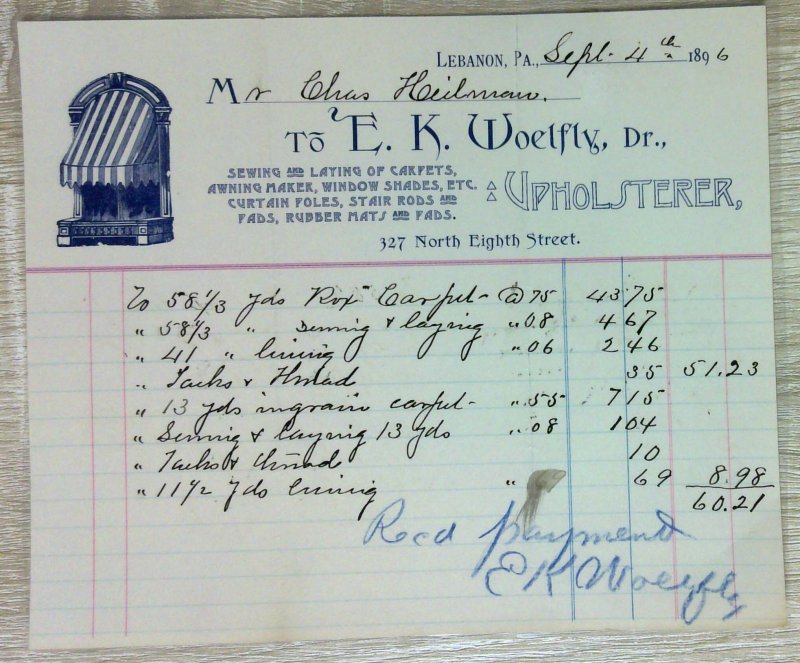 LEBANON, PA., Sept. 4th 1896
Mr Chas Heilman.
To E. K. Woelfly, Dr.,
SEWING AND LAYING OF CARPETS,
AWNING MAKER, WINDOW SHADES, ETC.
CURTAIN POLES, STAIR RODS AND
PADS, RUBBER MATS AND PADS.
UPHOLSTERER,
327 North Eighth Street.
To 58 1/3 yds Rox" Carpet - @ 75 43 75
" 58 1/3 " Sewing & laying " 0.8 4 67
" 41 " lining " 06 2 46
" Tacks & Thread 35 51.23
" 13 yds ingrain carpet - " .55 7 15
" Sewing & laying 13 yds " 08 1 04
" Tacks & thread 10
" 11 1/2 yds lining " 69 8.98
60.21
Recd payment
E K Woelfly